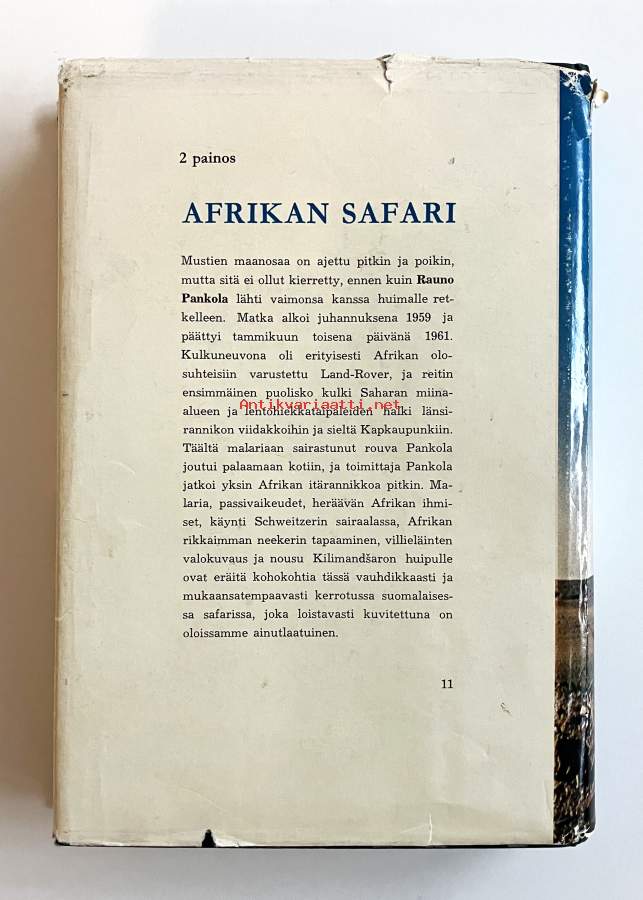 2 painos
AFRIKAN SAFARI
Mustien maanosaa on ajettu pitkin ja poikin,
mutta sitä ei ollut kierretty, ennen kuin Rauno
Pankola lähti vaimonsa kanssa huimalle ret-
kelleen. Matka alkoi juhannuksena 1959 ja
päättyi tammikuun toisena päivänä 1961.
Kulkuneuvona oli erityisesti Afrikan olo-
suhteisiin varustettu Land-Rover, ja reitin
ensimmäinen puolisko kulki Saharan miina-
Antikvariaatti.net
alueen ja lentohiekkataipaleiden halki länsi-
rannikon viidakkoihin ja sieltä Kapkaupunkiin.
Täältä malariaan sairastunut rouva Pankola
joutui palaamaan kotiin, ja toimittaja Pankola
jatkoi yksin Afrikan itärannikkoa pitkin. Ma-
laria, passivaikeudet, heräävän Afrikan ihmi-
set, käynti Schweitzerin sairaalassa, Afrikan
rikkaimman neekerin tapaaminen, villieläinten
valokuvaus ja nousu Kilimandšaron huipulle
ovat eräitä kohokohtia tässä vauhdikkaasti ja
mukaansatempaavasti kerrotussa suomalaises-
sa safarissa, joka loistavasti kuvitettuna on
oloissamme ainutlaatuinen.
11